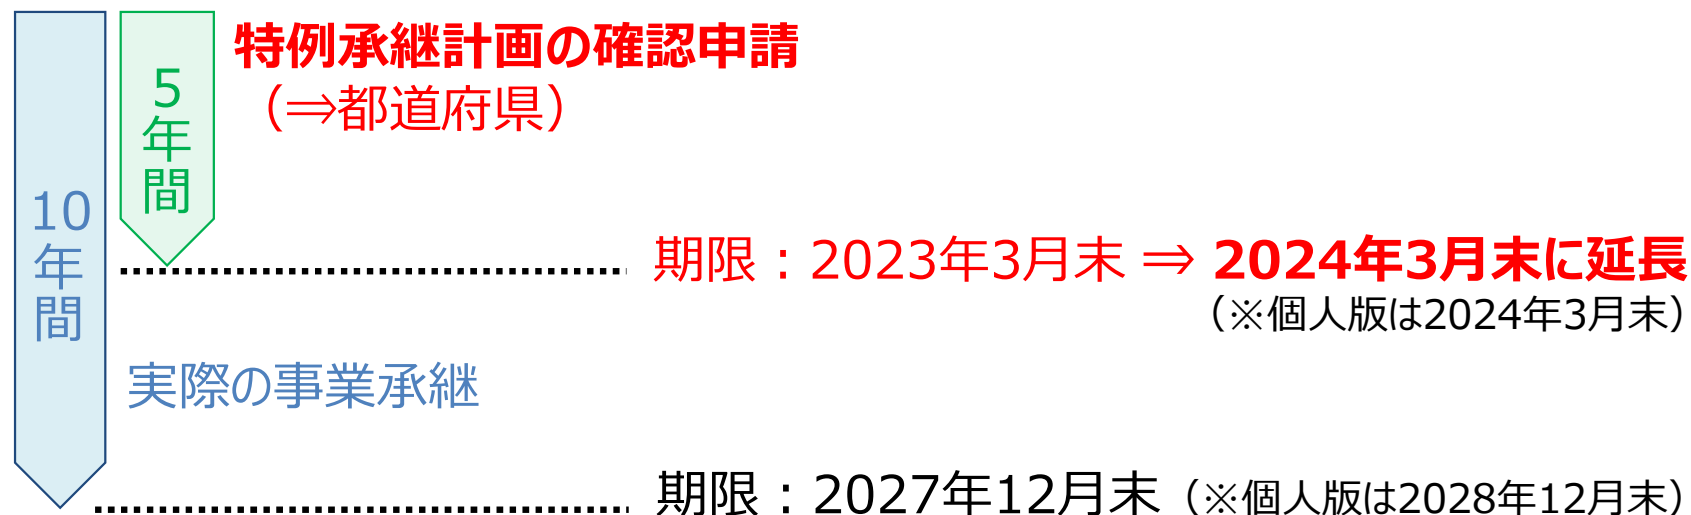 特例承継計画の確認申請
（⇒都道府県）
5年間
10年間
期限：2023年3月末 ⇒ 2024年3月末に延長
（※個人版は2024年3月末）
実際の事業承継
期限：2027年12月末（※個人版は2028年12月末）